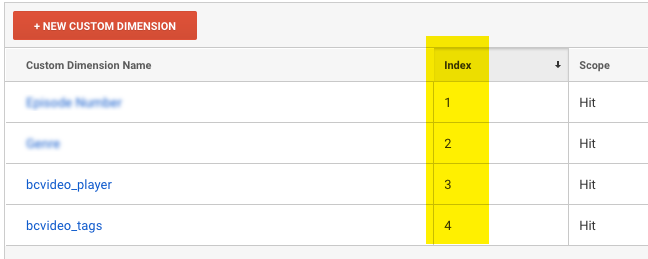 + NEW CUSTOM DIMENSION
Custom Dimension Name Index Scope
Episode Number 1 Hit
Genre 2 Hit
bcvideo_player 3 Hit
bcvideo_tags 4 Hit